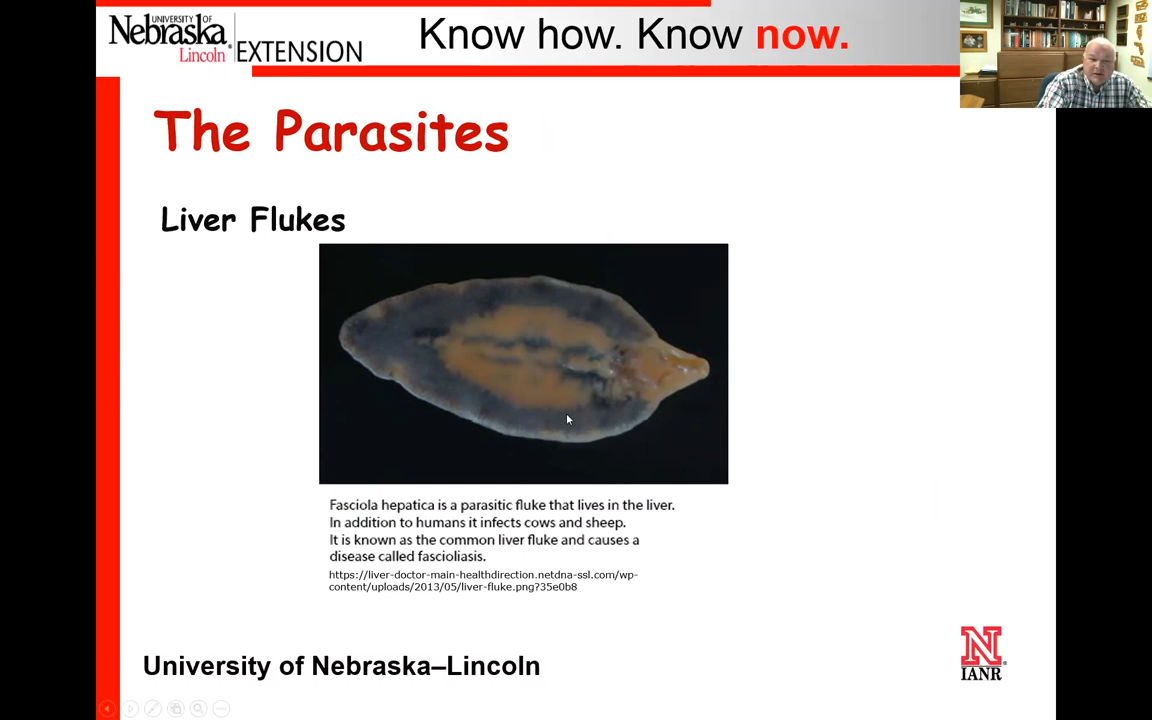 UNIVERSITY OF
Nebraska
Lincoln
EXTENSION
Know how. Know now.
The Parasites
Liver Flukes
Fasciola hepatica is a parasitic fluke that lives in the liver.
In addition to humans it infects cows and sheep.
It is known as the common liver fluke and causes a
disease called fascioliasis.
https://liver-doctor-main-healthdirection.netdna-ssl.com/wp-
content/uploads/2013/05/liver-fluke.png?35e0b8
University of Nebraska–Lincoln
N
IANR